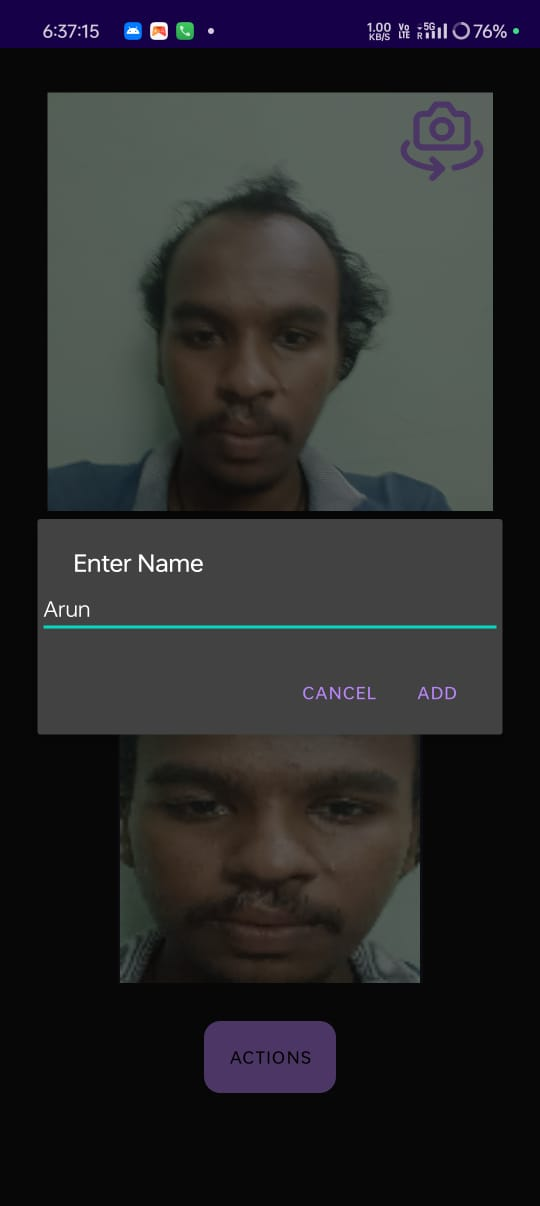 6:37:15 1.00 KB/S Vo LTE 5G R 76%
Enter Name
Arun
CANCEL ADD
ACTIONS